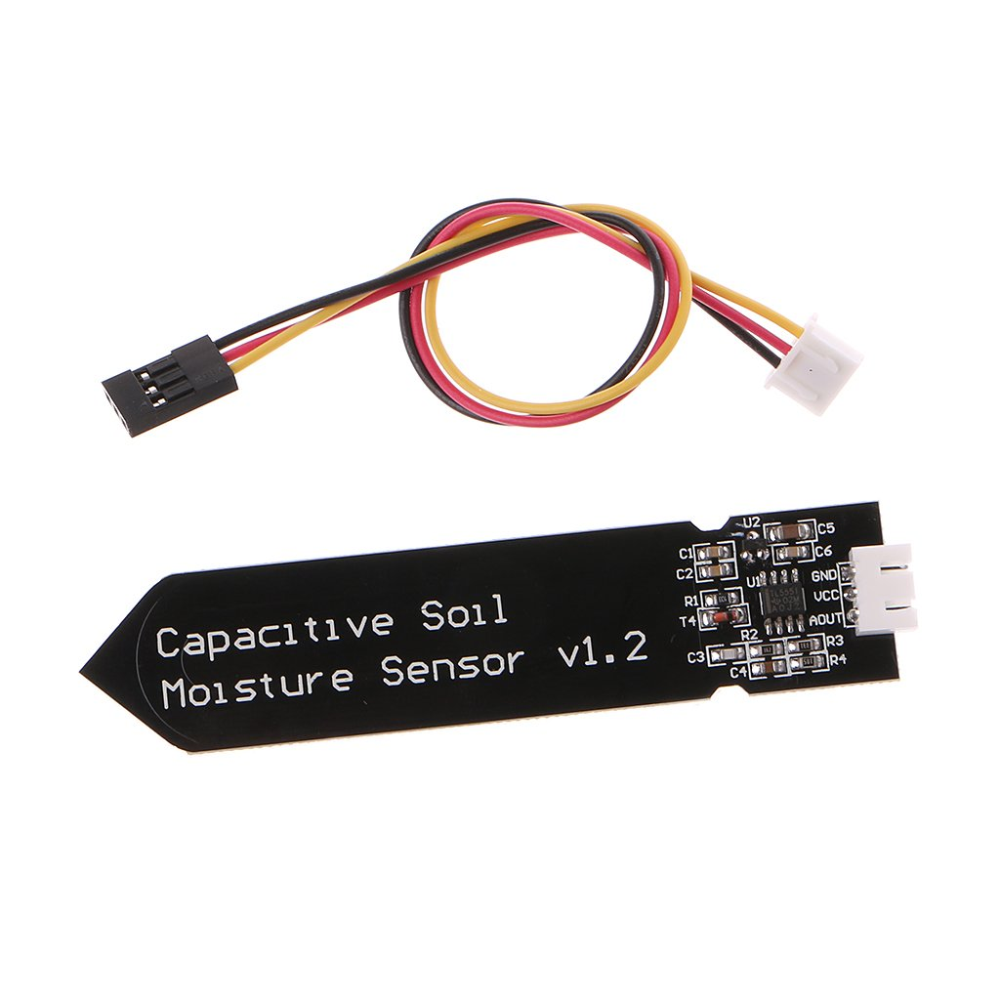 Capacitive Soil
Moisture Sensor v1.2
U2
C5
C1
C6
C2
U1
GND
R1
VCC
T4
AOUT
R2
R3
C3
C4
R4